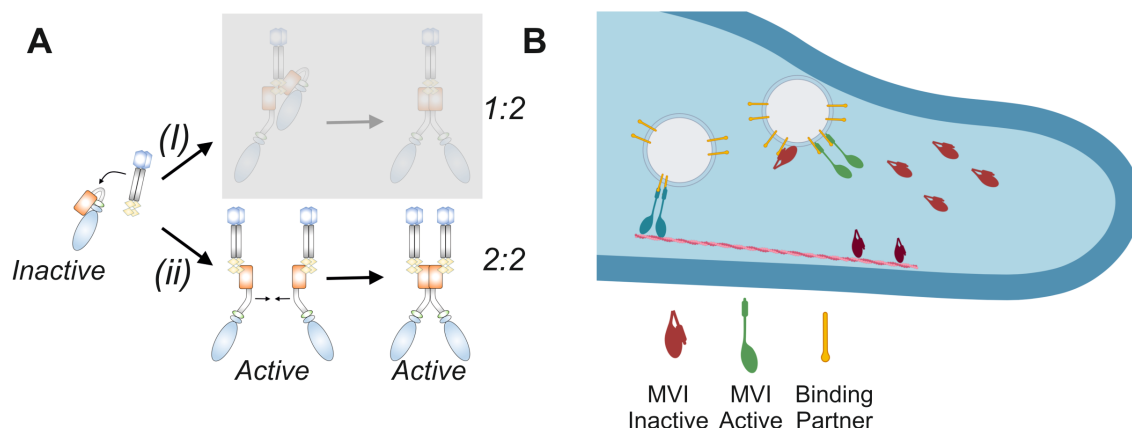 A
B
(I)
1:2
Inactive
(ii)
2:2
Active
Active
MVI
Inactive
MVI
Active
Binding
Partner